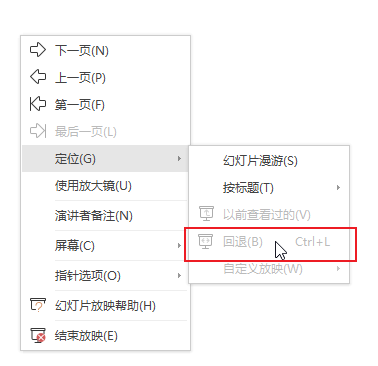 下一页(N)
上一页(P)
第一页(F)
最后一页(L)
定位(G)
使用放大镜(U)
演讲者备注(N)
屏幕(C)
指针选项(O)
幻灯片放映帮助(H)
结束放映(E)
幻灯片漫游(S)
按标题(T)
以前查看过的(V)
回退(B) Ctrl+L
自定义放映(W)